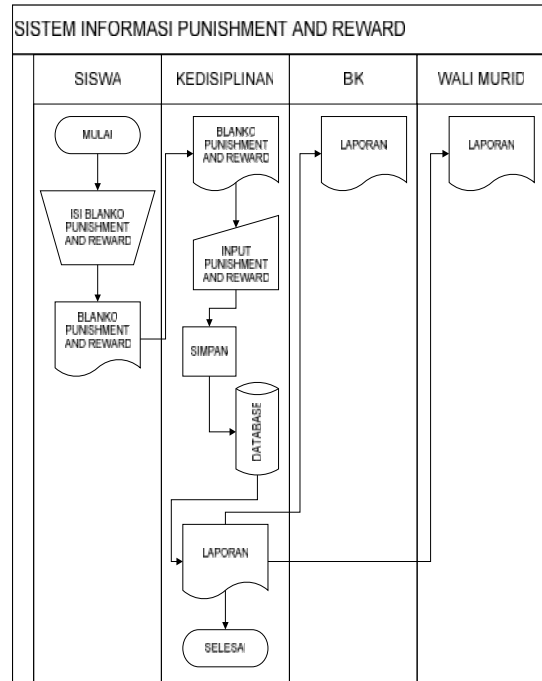 SISTEM INFORMASI PUNISHMENT AND REWARD
SISWA
KEDISIPLINAN
BK
WALI MURID
MULAI
ISI BLANKO
PUNISHMENT
AND REWARD
BLANKO
PUNISHMENT
AND REWARD
BLANKO
PUNISHMENT
AND REWARD
INPUT
PUNISHMENT
AND REWARD
SIMPAN
DATABASE
LAPORAN
SELESAI
LAPORAN
LAPORAN